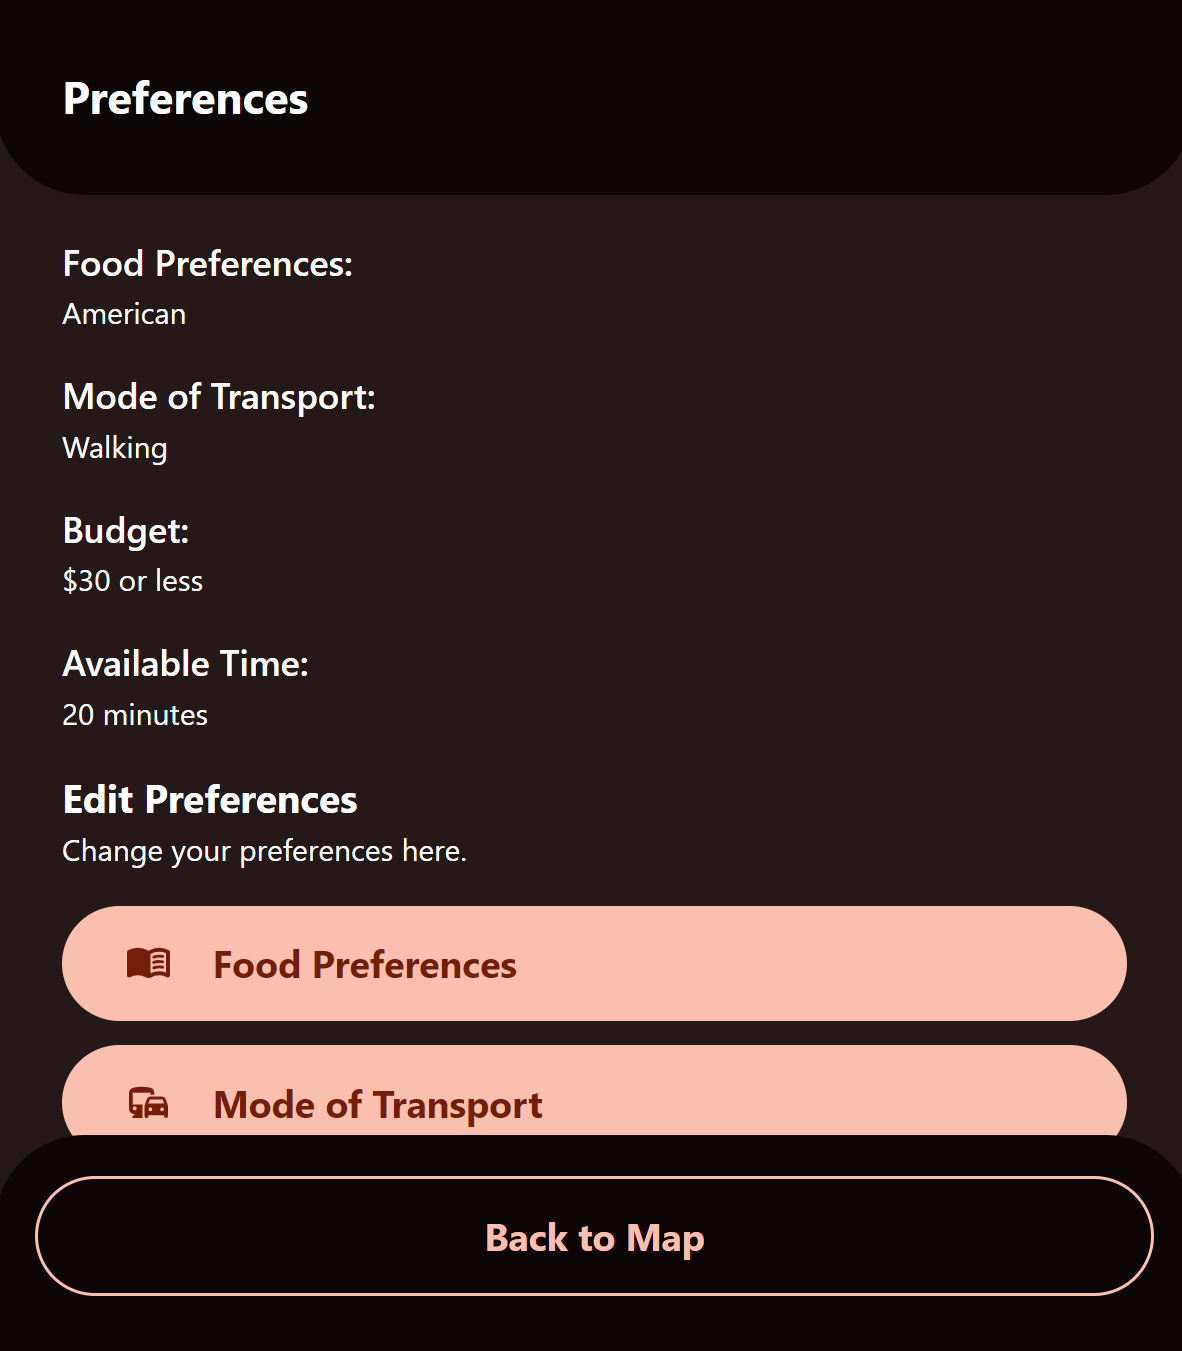 Preferences
Food Preferences:
American
Mode of Transport:
Walking
Budget:
$30 or less
Available Time:
20 minutes
Edit Preferences
Change your preferences here.
Food Preferences
Mode of Transport
Back to Map